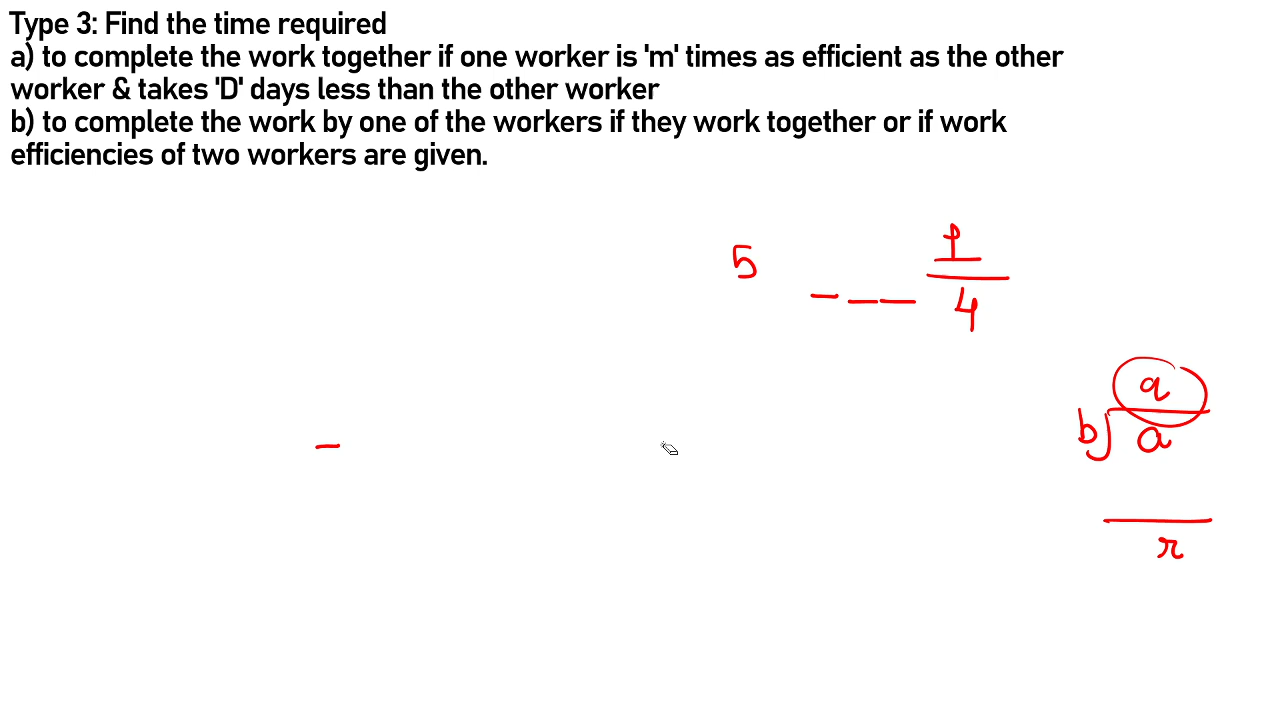 Type 3: Find the time required
a) to complete the work together if one worker is 'm' times as efficient as the other
worker & takes 'D' days less than the other worker
b) to complete the work by one of the workers if they work together or if work
efficiencies of two workers are given.
5
4
q
b a
r